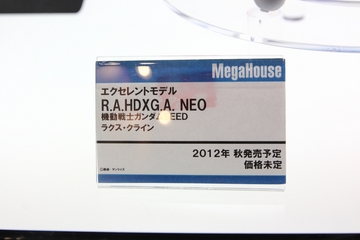 MegaHouse
エクセレントモデル
R.A.HDXG.A. NEO
機動戦士ガンダムSEED
ラクス・クライン
2012年 秋発売予定
価格未定